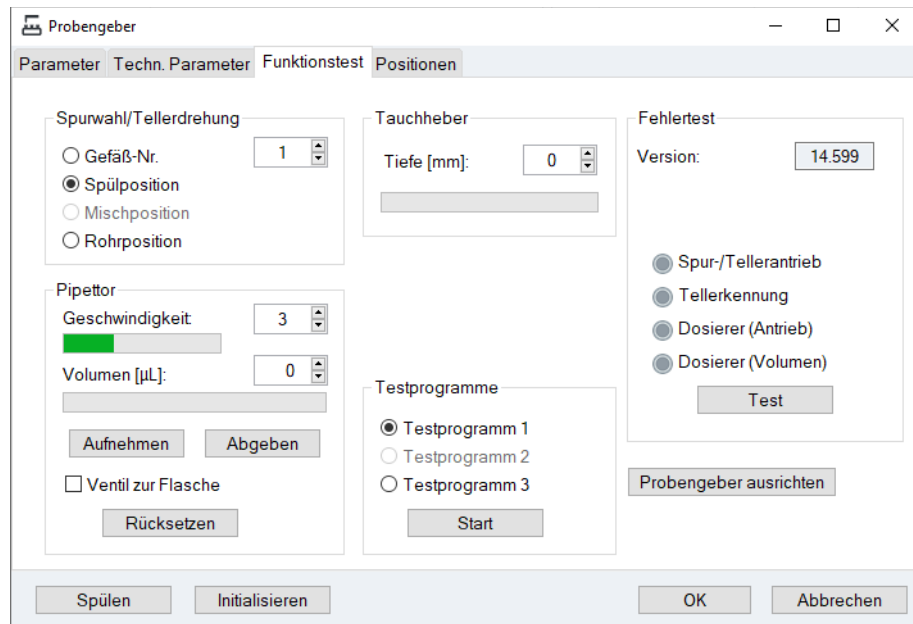 Probengeber
Parameter Techn. Parameter Funktionstest Positionen
Spurwahl/Tellerdrehung
Gefäß-Nr. 1
Spülposition
Mischposition
Rohrposition
Pipettor
Geschwindigkeit: 3
Volumen [µL]: 0
Aufnehmen Abgeben
Ventil zur Flasche
Rücksetzen
Tauchheber
Tiefe [mm]: 0
Testprogramme
Testprogramm 1
Testprogramm 2
Testprogramm 3
Start
Fehlertest
Version: 14.599
Spur-/Tellerantrieb
Tellerkennung
Dosierer (Antrieb)
Dosierer (Volumen)
Test
Probengeber ausrichten
Spülen Initialisieren OK Abbrechen